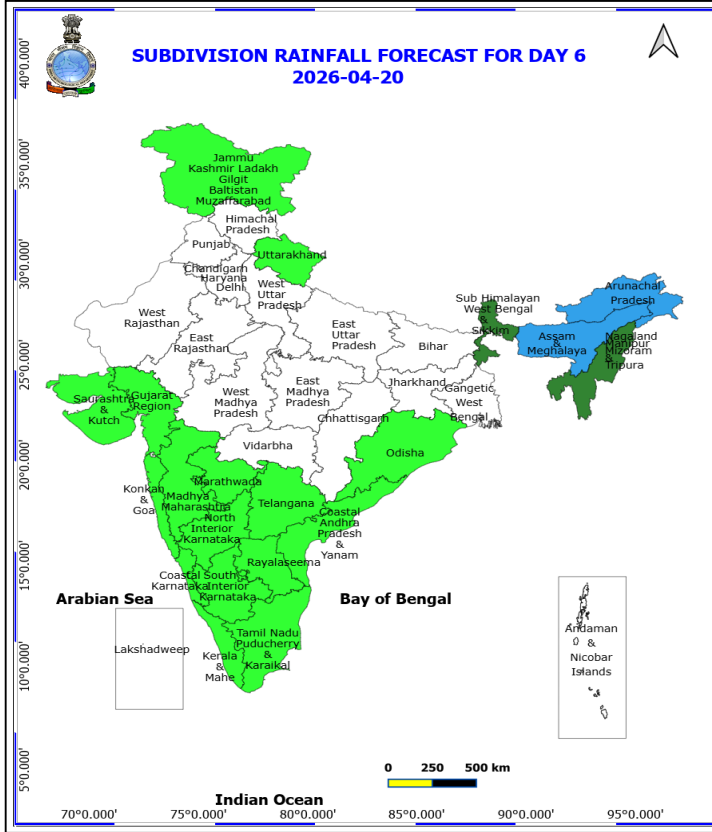 SUBDIVISION RAINFALL FORECAST FOR DAY 6
2026-04-20
40°0.000'
35°0.000'
30°0.000'
25°0.000'
20°0.000'
15°0.000'
10°0.000'
5°0.000'
Jammu
Kashmir Ladakh
Gilgit
Baltistan
Muzaffarabad
Himachal
Pradesh
Punjab
Uttarakhand
Chandigarh
Haryana
Delhi
West
Uttar
Pradesh
West
Rajasthan
East
Rajasthan
East
Uttar
Pradesh
Bihar
Sub Himalayan
West Bengal
&
Sikkim
Arunachal
Pradesh
Assam
&
Meghalaya
Nagaland
Manipur
Mizoram
&
Tripura
Saurashtra
&
Kutch
Gujarat
Region
West
Madhya
Pradesh
East
Madhya
Pradesh
Jharkhand
Gangetic
West
Bengal
Chhattisgarh
Vidarbha
Odisha
Konkan
&
Goa
Marathwada
Madhya
Maharashtra
Telangana
North
Interior
Karnataka
Coastal
Andhra
Pradesh
&
Yanam
Rayalaseema
Coastal
Karnataka
South
Interior
Karnataka
Arabian Sea
Bay of Bengal
Lakshadweep
Kerala
&
Mahe
Tamil Nadu
Puducherry
&
Karaikal
Andaman
&
Nicobar
Islands
0 250 500 km
Indian Ocean
70°0.000' 75°0.000' 80°0.000' 85°0.000' 90°0.000' 95°0.000'